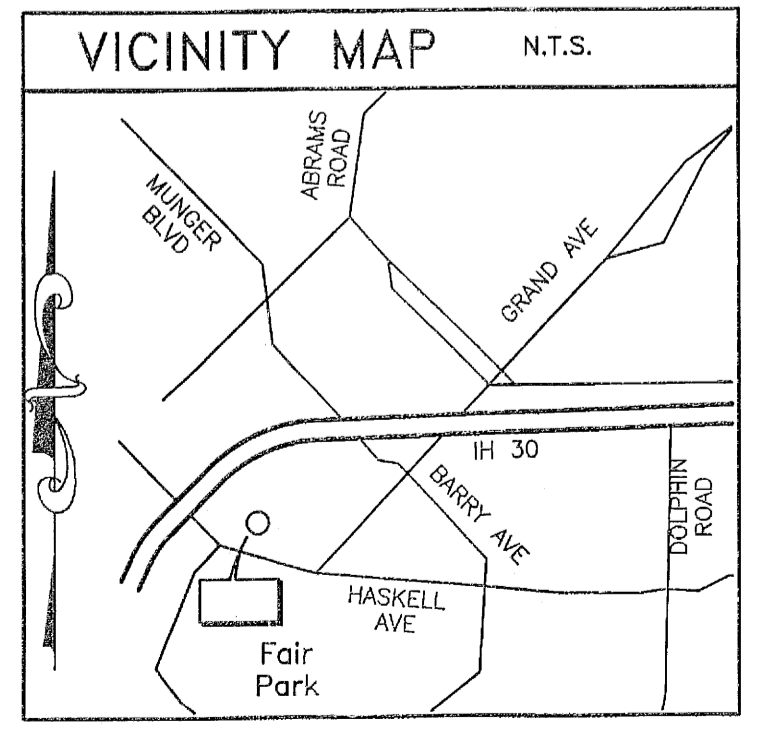 VICINITY MAP N.T.S.
ABRAMS
ROAD
MUNGER
BLVD
GRAND AVE
IH 30
BARRY AVE
DOLPHIN
ROAD
HASKELL
AVE
Fair
Park